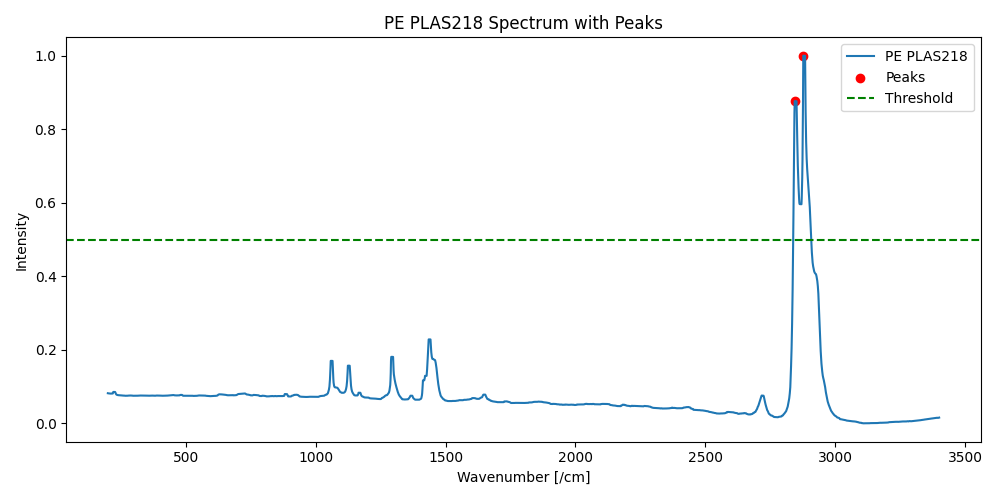 PE PLAS218 Spectrum with Peaks
PE PLAS218
Peaks
Threshold
Intensity
1.0
0.8
0.6
0.4
0.2
0.0
500 1000 1500 2000 2500 3000 3500
Wavenumber [/cm]